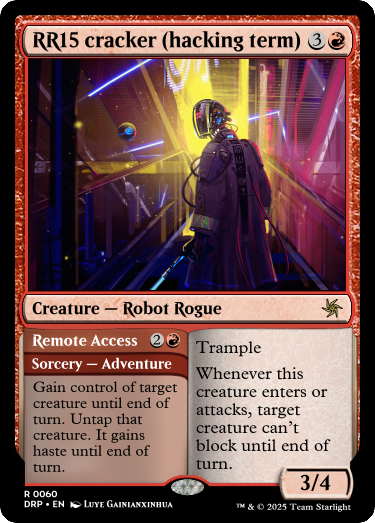 RR15 cracker (hacking term) 3
Creature — Robot Rogue
Remote Access 2
Sorcery — Adventure
Gain control of target
creature until end of
turn. Untap that
creature. It gains
haste until end of
turn.
Trample
Whenever this
creature enters or
attacks, target
creature can't
block until end of
turn.
3/4
R 0060
DRP • EN Luye Gainianxinhua
™ & © 2025 Team Starlight